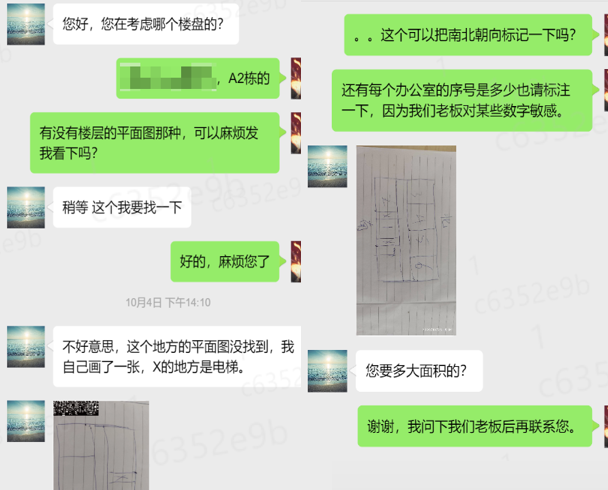 您好，您在考虑哪个楼盘的？
，A2栋的
有没有楼层的平面图那种，可以麻烦发
我看下吗？
稍等 这个我要找一下
好的，麻烦您了
10月4日 下午14:10
不好意思，这个地方的平面图没找到，我
自己画了一张，X的地方是电梯。
。。这个可以把南北朝向标记一下吗？
还有每个办公室的序号是多少也请标注
一下，因为我们老板对某些数字敏感。
您要多大面积的？
谢谢，我问下我们老板后再联系您。
c6352e9b
c6352e9b
c6352e9b
c6352e9b
c6352e9b